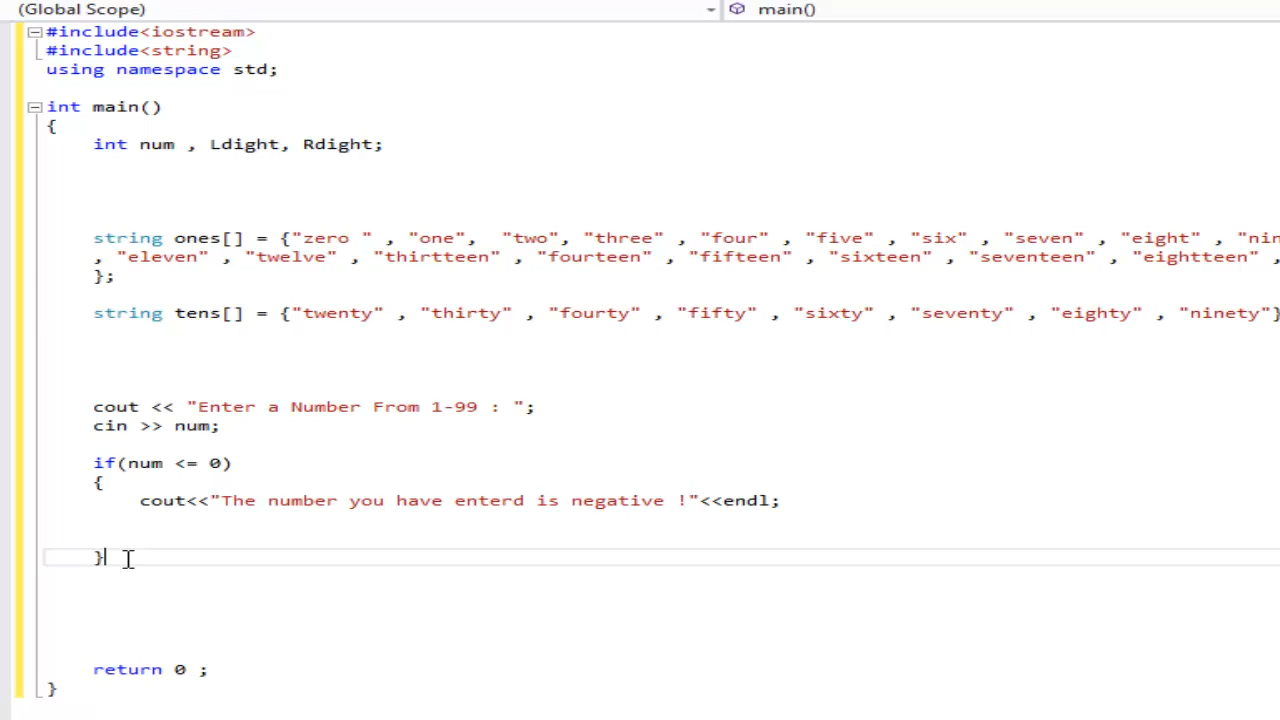 (Global Scope) main()
#include<iostream>
#include<string>
using namespace std;
int main()
{
int num , Ldight, Rdight;
string ones[] = {"zero " , "one", "two", "three" , "four" , "five" , "six" , "seven" , "eight" , "nin
, "eleven" , "twelve" , "thirtteen" , "fourteen" , "fifteen" , "sixteen" , "seventeen" , "eightteen" ,
};
string tens[] = {"twenty" , "thirty" , "fourty" , "fifty" , "sixty" , "seventy" , "eighty" , "ninety"}
cout << "Enter a Number From 1-99 : ";
cin >> num;
if(num <= 0)
{
cout<<"The number you have enterd is negative !"<<endl;
}
return 0 ;
}